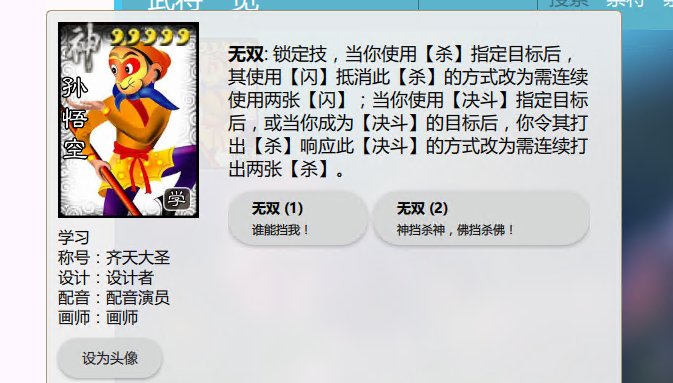 武将一览
搜索
神
孙悟空
学
无双: 锁定技，当你使用【杀】指定目标后，
其使用【闪】抵消此【杀】的方式改为需连续
使用两张【闪】；当你使用【决斗】指定目标
后，或当你成为【决斗】的目标后，你令其打
出【杀】响应此【决斗】的方式改为需连续打
出两张【杀】。
无双 (1)
谁能挡我！
无双 (2)
神挡杀神，佛挡杀佛！
学习
称号：齐天大圣
设计：设计者
配音：配音演员
画师：画师
设为头像